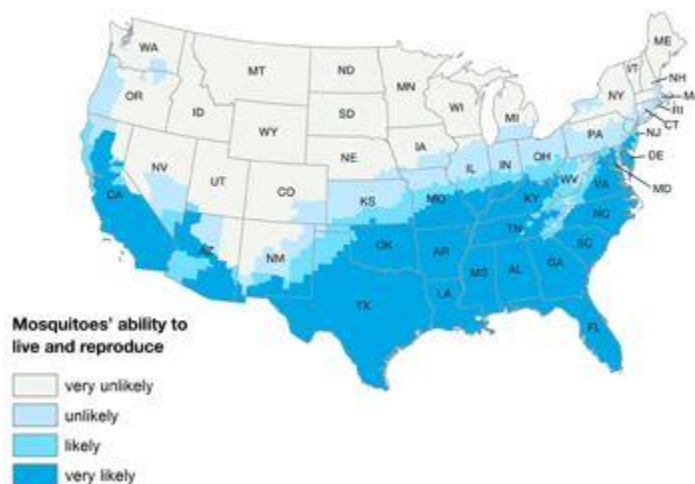 WA
ME
MT
ND
VT
NH
MN
OR
NY
ID
SD
WI
RI
MI
WY
CT
IA
PA
NJ
NE
NV
OH
IL
IN
DE
UT
WV
CO
VA
MD
KS
MO
KY
CA
NC
TN
OK
AZ
NM
AR
SC
MS
AL
GA
TX
LA
FL
Mosquitoes' ability to
live and reproduce
very unlikely
unlikely
likely
very likely